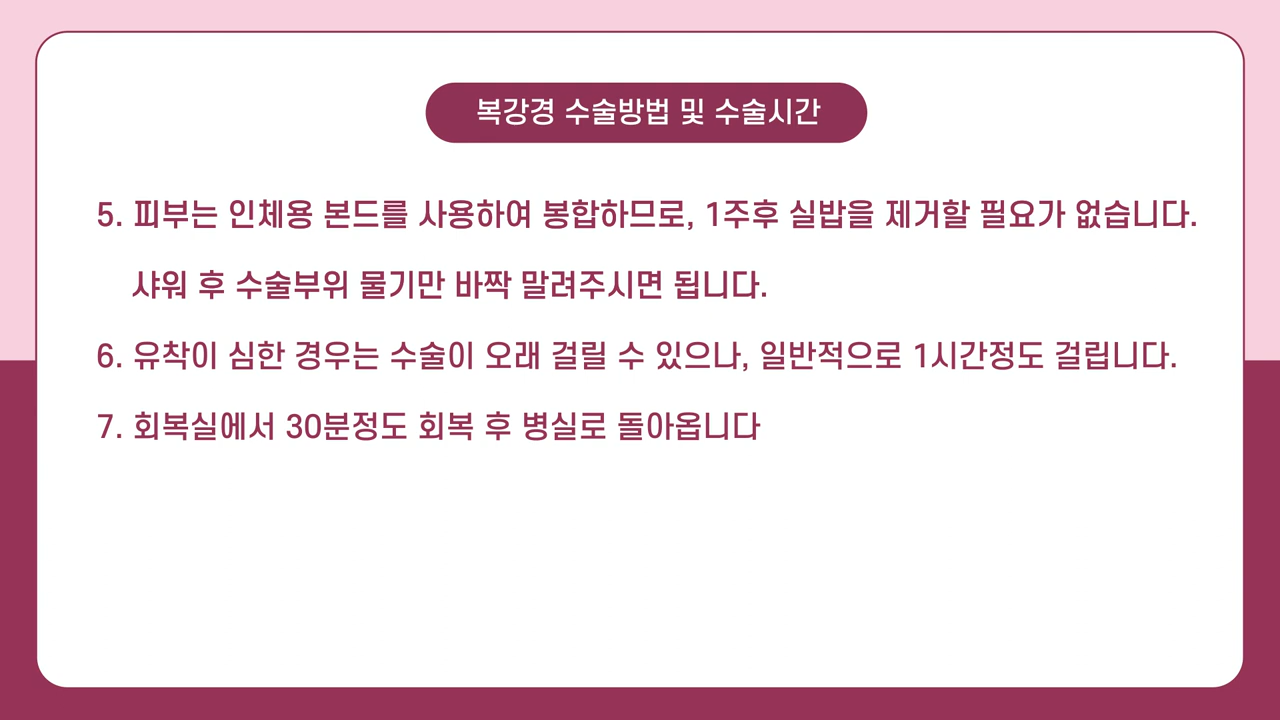 복강경 수술방법 및 수술시간
5. 피부는 인체용 본드를 사용하여 봉합하므로, 1주후 실밥을 제거할 필요가 없습니다.
샤워 후 수술부위 물기만 바짝 말려주시면 됩니다.
6. 유착이 심한 경우는 수술이 오래 걸릴 수 있으나, 일반적으로 1시간정도 걸립니다.
7. 회복실에서 30분정도 회복 후 병실로 돌아옵니다